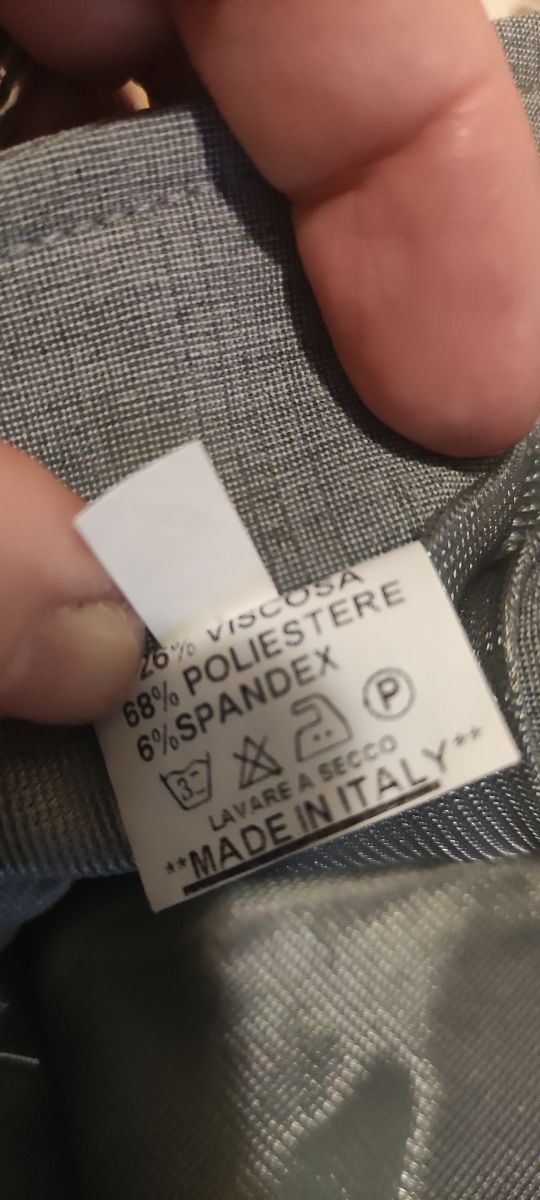 26% VISCOSA
68% POLIESTERE
6%SPANDEX
P
LAVARE A SECCO
**MADE IN ITALY**